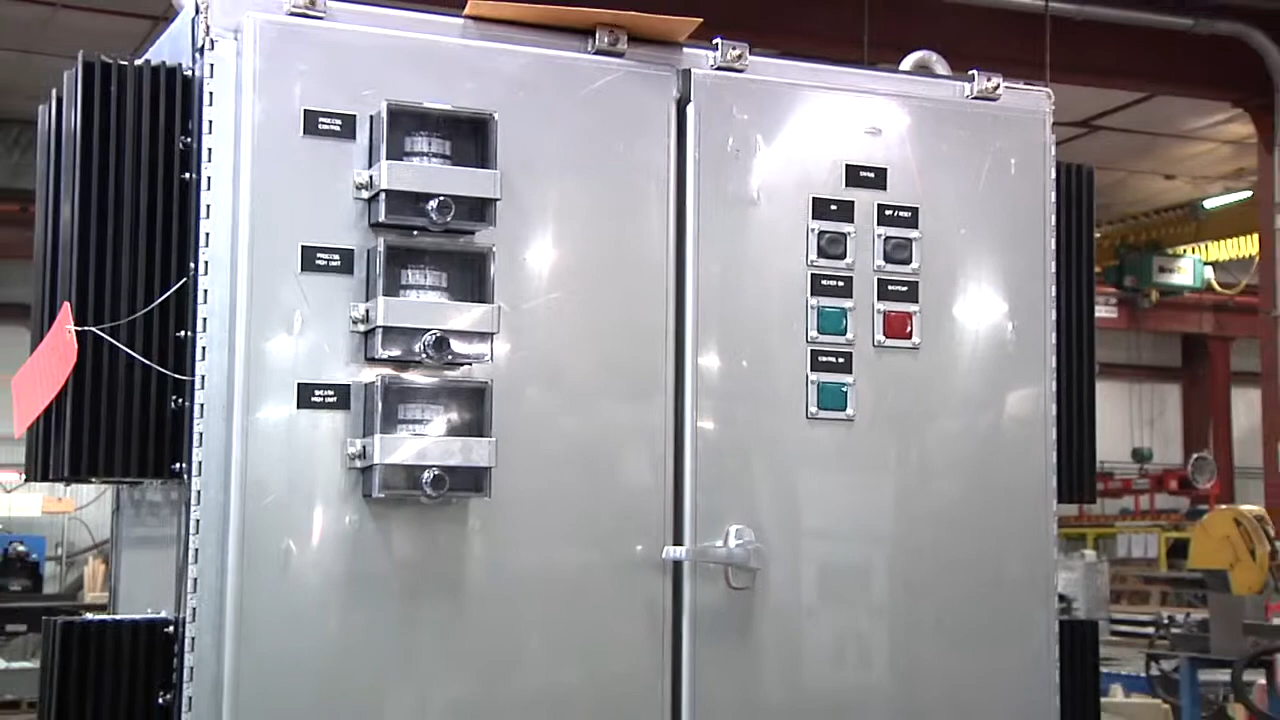 PROCESS
CONTROL
PROCESS
HIGH LIMIT
SHEATH
HIGH LIMIT
ON
OFF / RESET
HEATER ON
SHUTDOWN
CONTROL ON